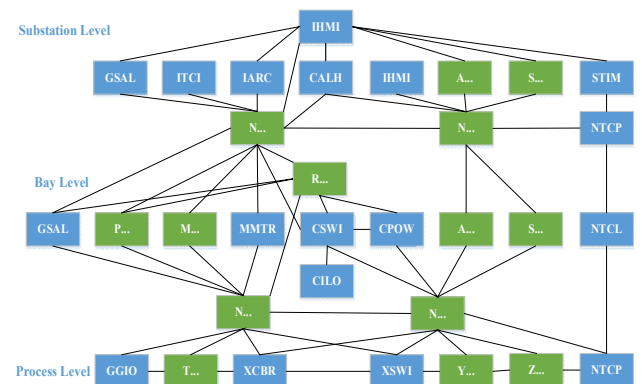 Substation Level
IHMI
GSAL ITCI IARC CALH IHMI A... S... STIM
N... N... NTCP
Bay Level
R...
GSAL P... M... MMTR CSWI CPOW A... S... NTCL
CILO
N... N...
Process Level GGIO T... XCBR XSWI Y... Z... NTCP